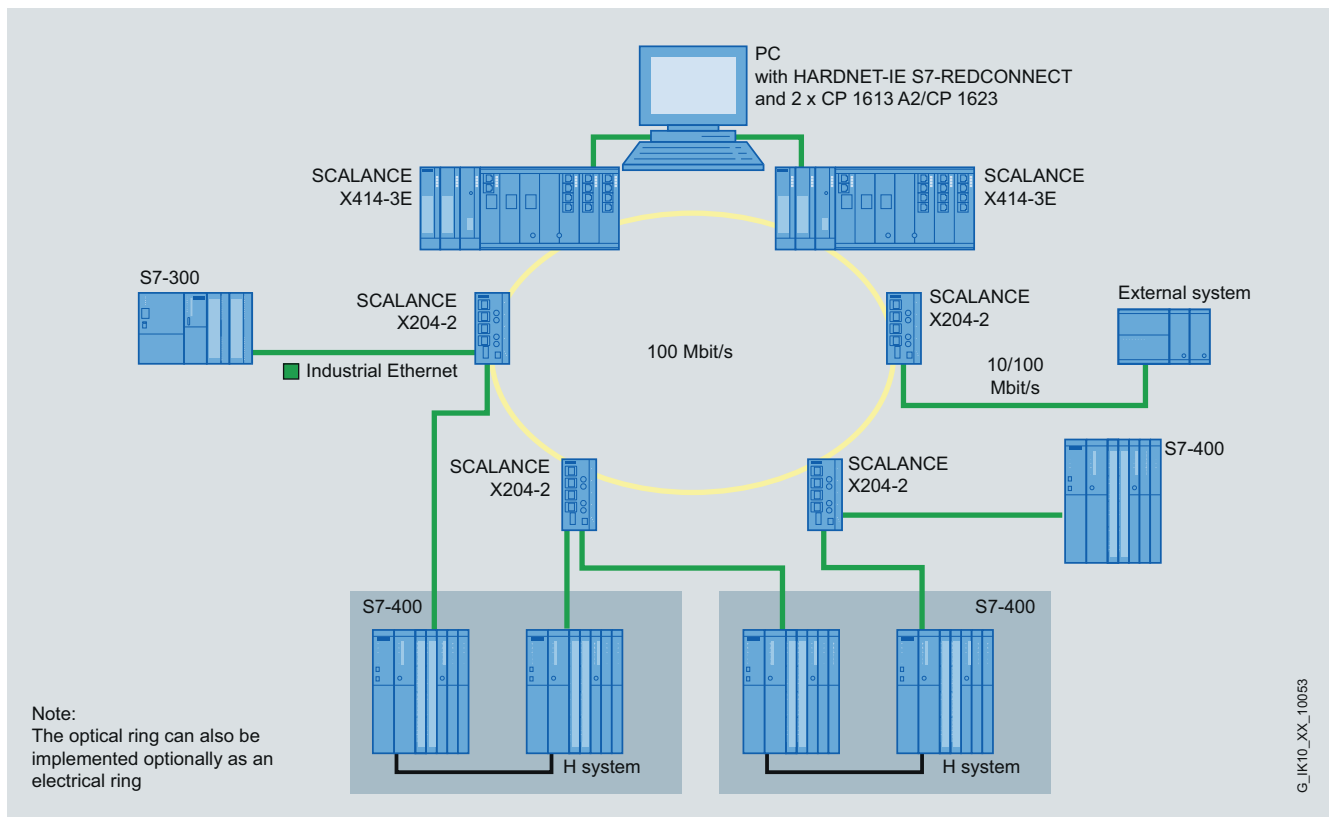 PC
with HARDNET-IE S7-REDCONNECT
and 2 x CP 1613 A2/CP 1623
SCALANCE
X414-3E
SCALANCE
X414-3E
S7-300
SCALANCE
X204-2
SCALANCE
X204-2
External system
100 Mbit/s
10/100
Mbit/s
Industrial Ethernet
SCALANCE
X204-2
SCALANCE
X204-2
S7-400
S7-400
S7-400
H system
H system
Note:
The optical ring can also be
implemented optionally as an
electrical ring
G_IK10_XX_10053